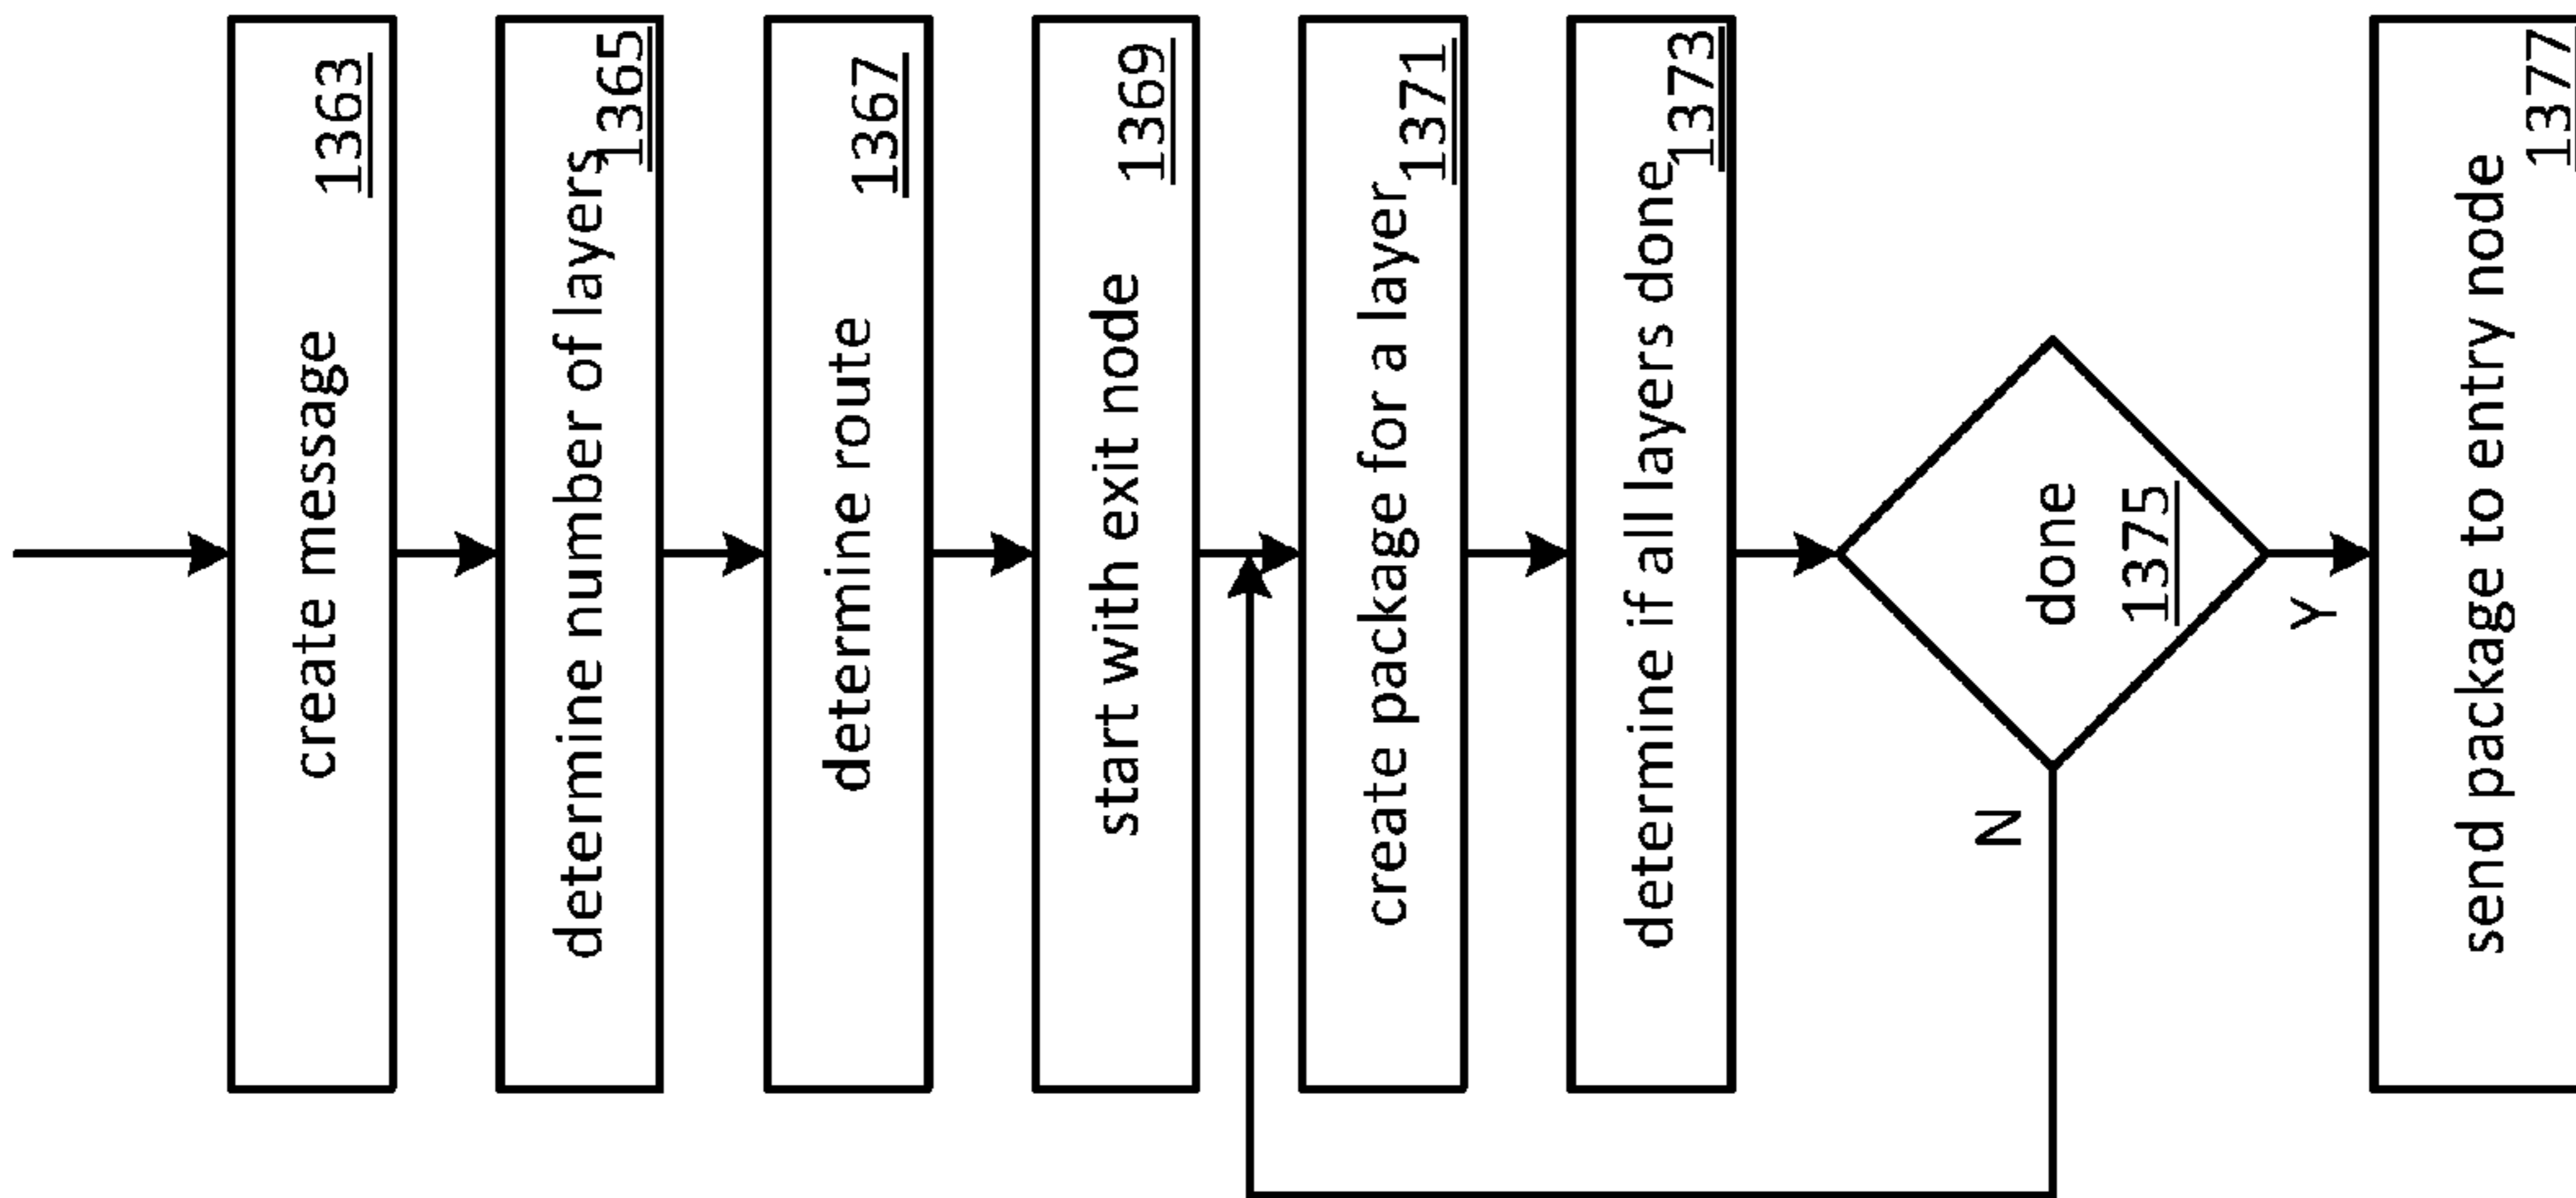 create message
1363
determine number of layers
1365
determine route
1367
start with exit node
1369
create package for a layer
1371
determine if all layers done
1373
done
1375
N
Y
send package to entry node
1377